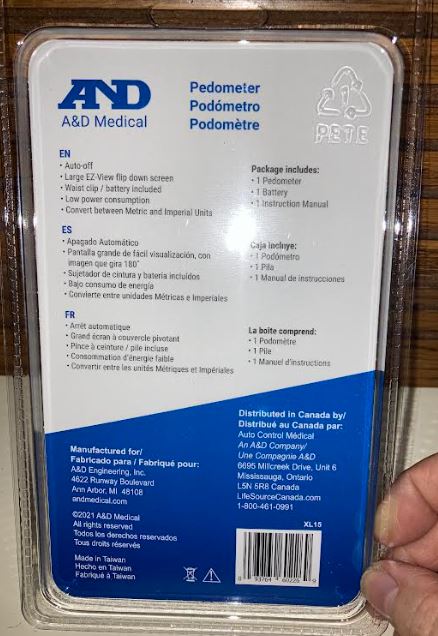 AND
A&D Medical
Pedometer
Podómetro
Podomètre
PETE
EN
• Auto-off
• Large EZ-View flip down screen
• Waist clip / battery included
• Low power consumption
• Convert between Metric and Imperial Units
Package includes:
• 1 Pedometer
• 1 Battery
• 1 Instruction Manual
ES
• Apagado Automático
• Pantalla grande de fácil visualización, con
imagen que gira 180°
• Sujetador de cintura y bateria incluídos
• Bajo consumo de energía
• Convierte entre unidades Métricas e Imperiales
Caja incluye:
• 1 Podómetro
• 1 Pila
• 1 Manual de instrucciones
FR
• Arrêt automatique
• Grand écran à couvercle pivotant
• Pince à ceinture / pile incluse
• Consommation d'énergie faible
• Convertir entre les unités Métriques et Impériales
La boite comprend:
• 1 Podomètre
• 1 Pile
• 1 Manuel d'instructions
Manufactured for/
Fabricado para / Fabriqué pour:
A&D Engineering, Inc.
4622 Runway Boulevard
Ann Arbor, MI 48108
andmedical.com
©2021 A&D Medical
All rights reserved
Todos los derechos reservados
Tous droits réservés
Made in Taiwan
Hecho en Taiwan
Fabriqué à Taiwan
Distributed in Canada by/
Distribué au Canada par:
Auto Control Médical
An A&D Company/
Une Compagnie A&D
6695 Millcreek Drive, Unit 6
Mississauga, Ontario
L5N 5R8 Canada
LifeSourceCanada.com
1-800-461-0991
XL15